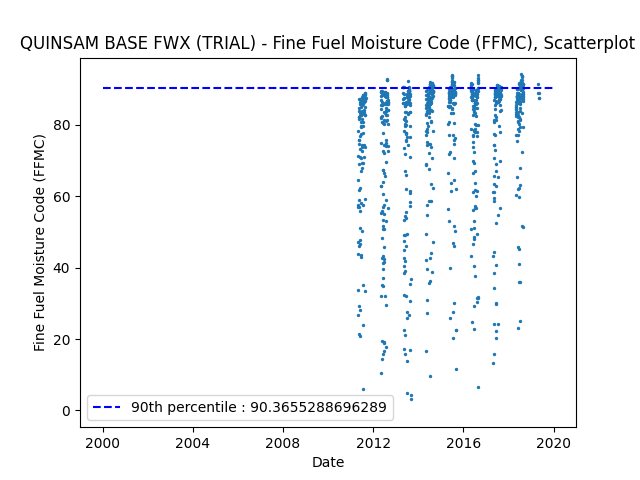 QUINSAM BASE FWX (TRIAL) - Fine Fuel Moisture Code (FFMC), Scatterplot
Fine Fuel Moisture Code (FFMC)
80
60
40
20
0
90th percentile : 90.3655288696289
2000 2004 2008 2012 2016 2020
Date